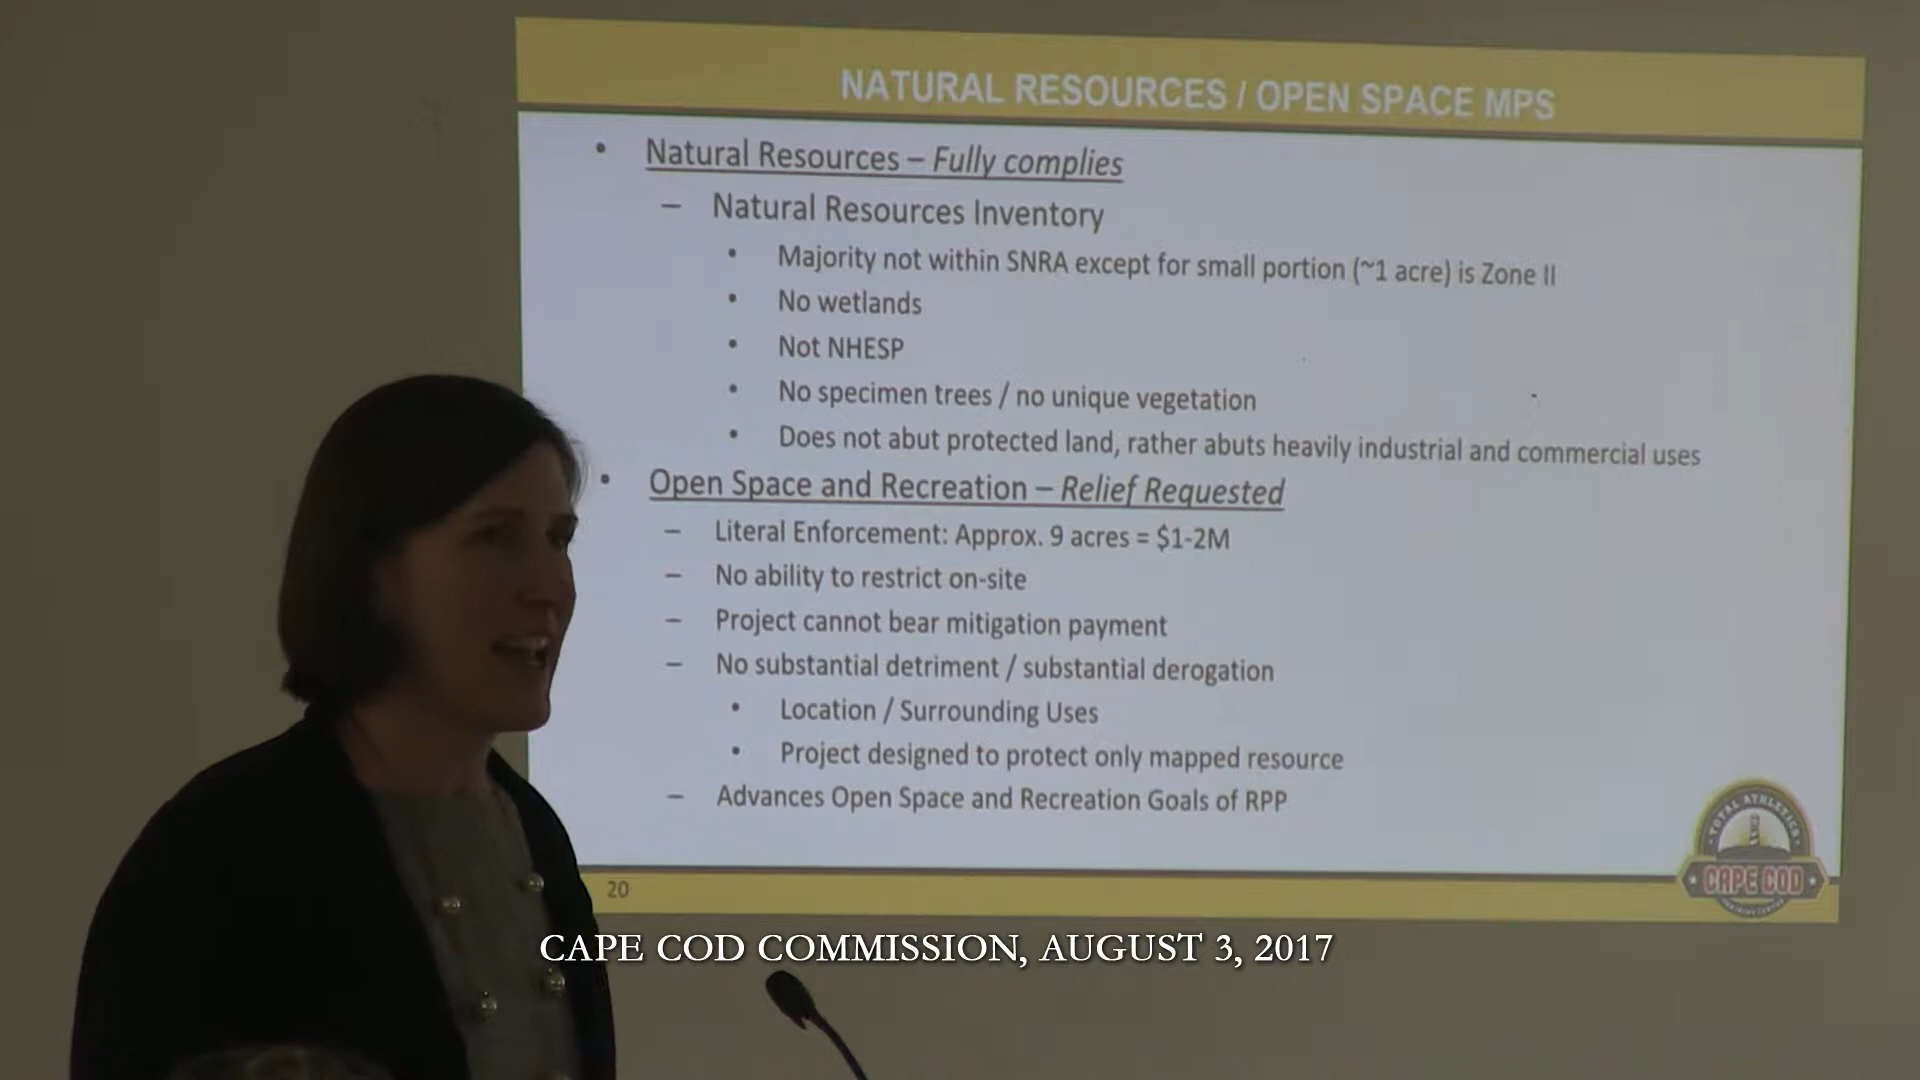 NATURAL RESOURCES / OPEN SPACE MPS
• Natural Resources – Fully complies
– Natural Resources Inventory
• Majority not within SNRA except for small portion (~1 acre) is Zone II
• No wetlands
• Not NHESP
• No specimen trees / no unique vegetation
• Does not abut protected land, rather abuts heavily industrial and commercial uses
• Open Space and Recreation – Relief Requested
– Literal Enforcement: Approx. 9 acres = $1-2M
– No ability to restrict on-site
– Project cannot bear mitigation payment
– No substantial detriment / substantial derogation
• Location / Surrounding Uses
• Project designed to protect only mapped resource
– Advances Open Space and Recreation Goals of RPP
TOTAL ATHLETICS
CAPE COD
20
CAPE COD COMMISSION, AUGUST 3, 2017